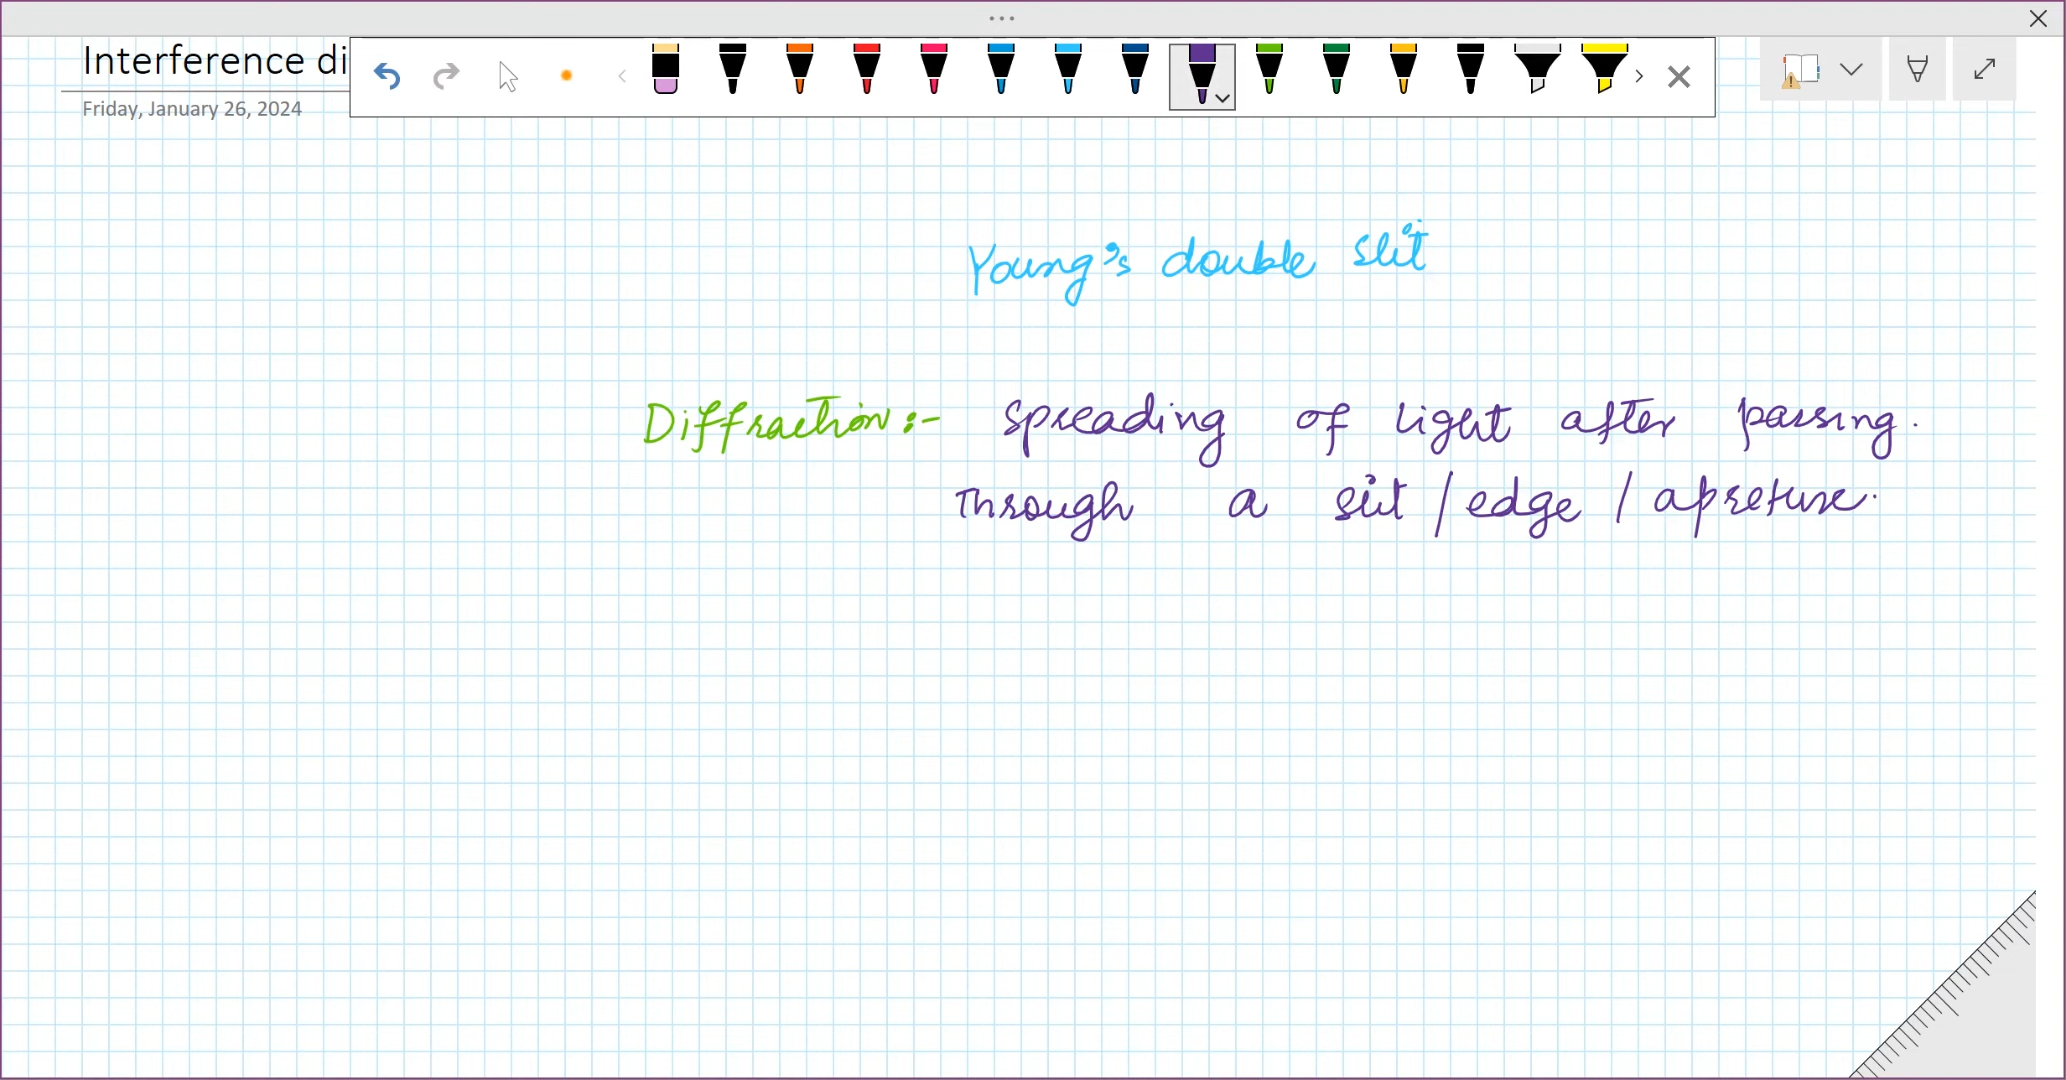 Interference di
Friday, January 26, 2024
Young's double slit
Diffraction :- Spreading of light after passing.
Through a slit / edge / apreture.